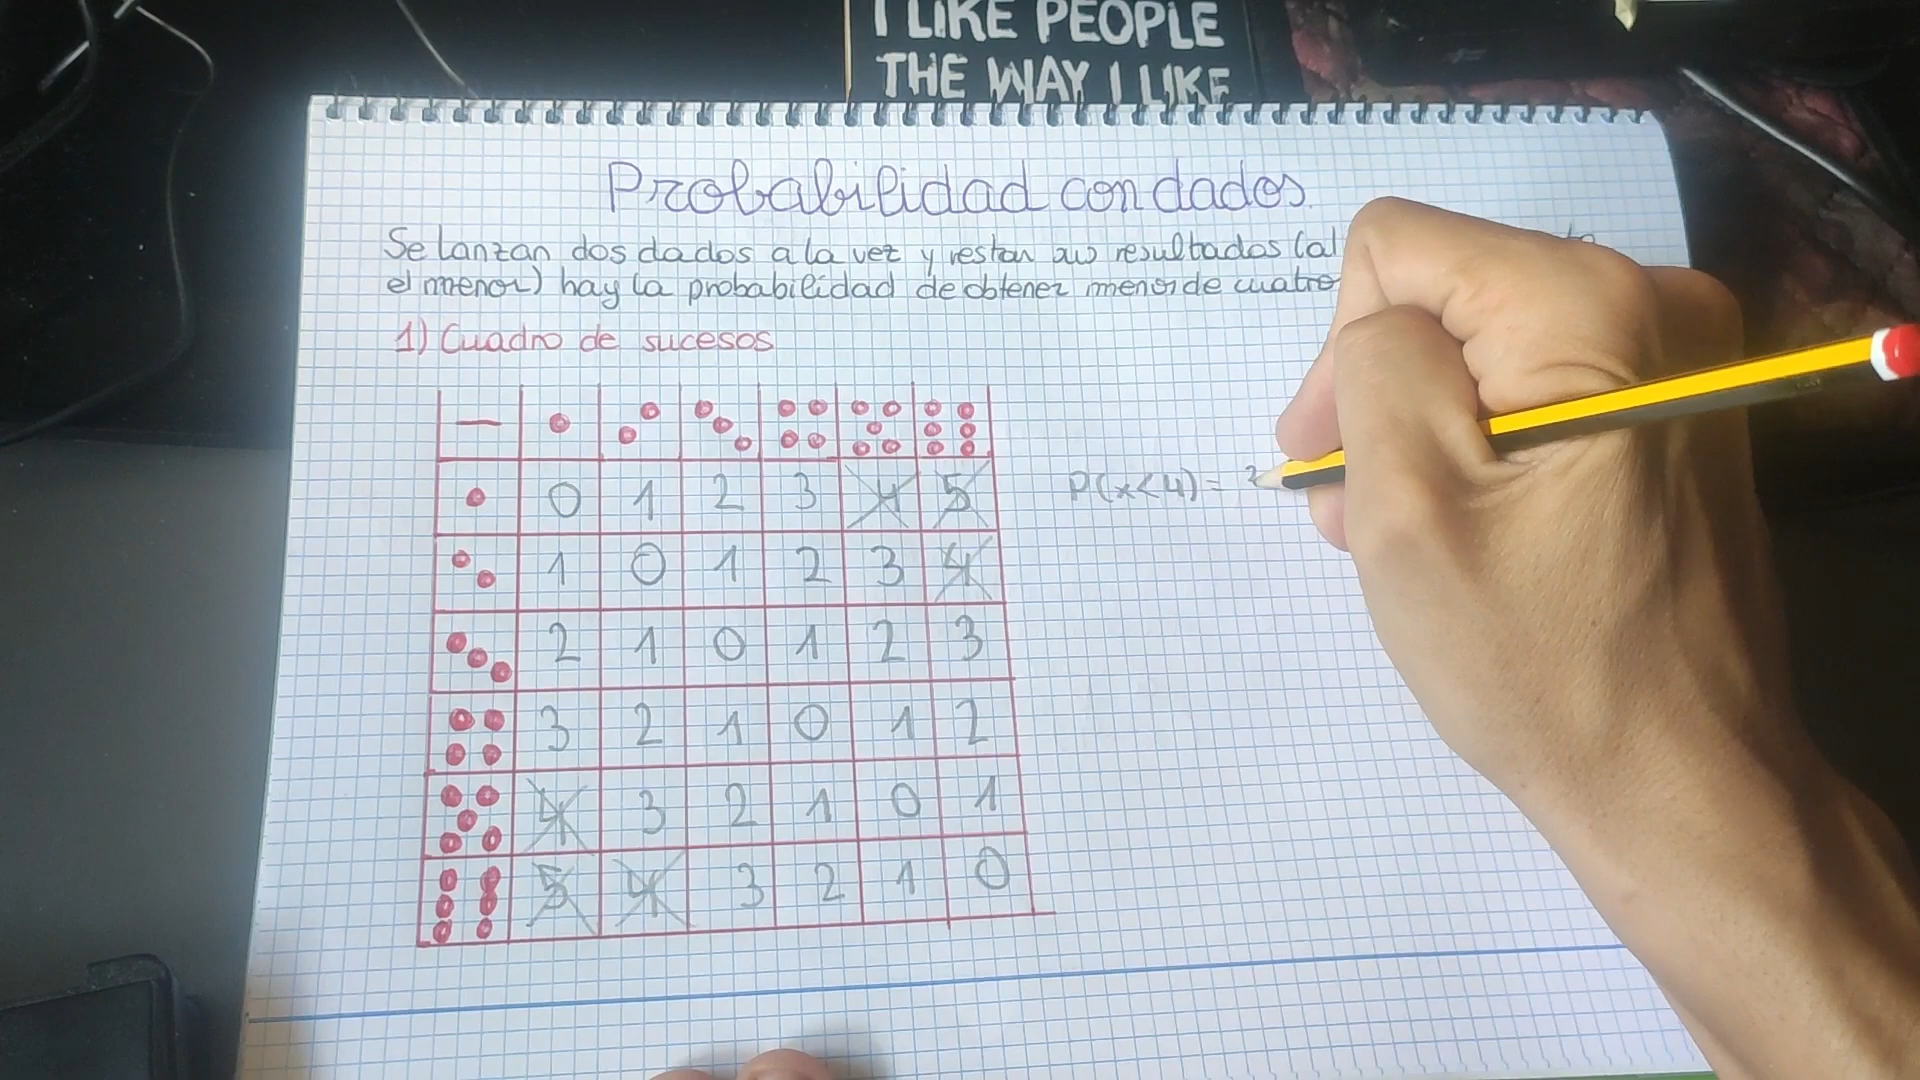 I LIKE PEOPLE
THE WAY I LIKE
Probabilidad con dados
Se lanzan dos dados a la vez y restan sus resultados (al
el menor) hay la probabilidad de obtener menos de cuatro
1) Cuadro de sucesos
—
0 1 2 3 4 5
P(x<4) =
1 0 1 2 3 4
2 1 0 1 2 3
3 2 1 0 1 2
4 3 2 1 0 1
5 4 3 2 1 0